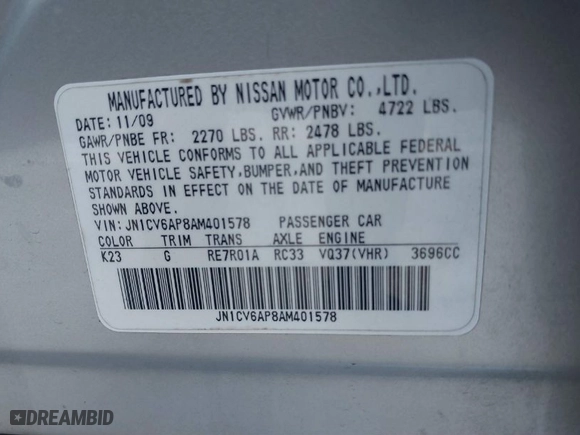 MANUFACTURED BY NISSAN MOTOR CO.,LTD.
DATE: 11/09 GVWR/PNBV: 4722 LBS.
GAWR/PNBE FR: 2270 LBS. RR: 2478 LBS.
THIS VEHICLE CONFORMS TO ALL APPLICABLE FEDERAL
MOTOR VEHICLE SAFETY,BUMPER,AND THEFT PREVENTION
STANDARDS IN EFFECT ON THE DATE OF MANUFACTURE
SHOWN ABOVE.
VIN:JN1CV6AP8AM401578 PASSENGER CAR
COLOR TRIM TRANS AXLE ENGINE
K23 G RE7R01A RC33 VQ37(VHR) 3696CC
JN1CV6AP8AM401578
DREAMBID